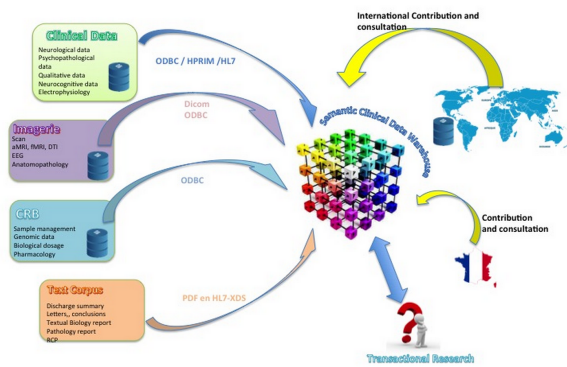 Clinical Data
Neurological data
Psychopathological
data
Qualitative data
Neurocognitive data
Electrophysiology
ODBC / HPRIM /HL7
International Contribution and
consultation
Imagerie
Scan
aMRI, fMRI, DTI
EEG
Anatomopathology
Dicom
ODBC
Semantic Clinical Data Warehouse
CRB
Sample management
Genomic data
Biological dosage
Pharmacology
ODBC
Contribution
and consultation
Text Corpus
Discharge summary
Letters,, conclusions
Textual Biology report
Pathology report
RCP
PDF en HL7-XDS
Transactional Research